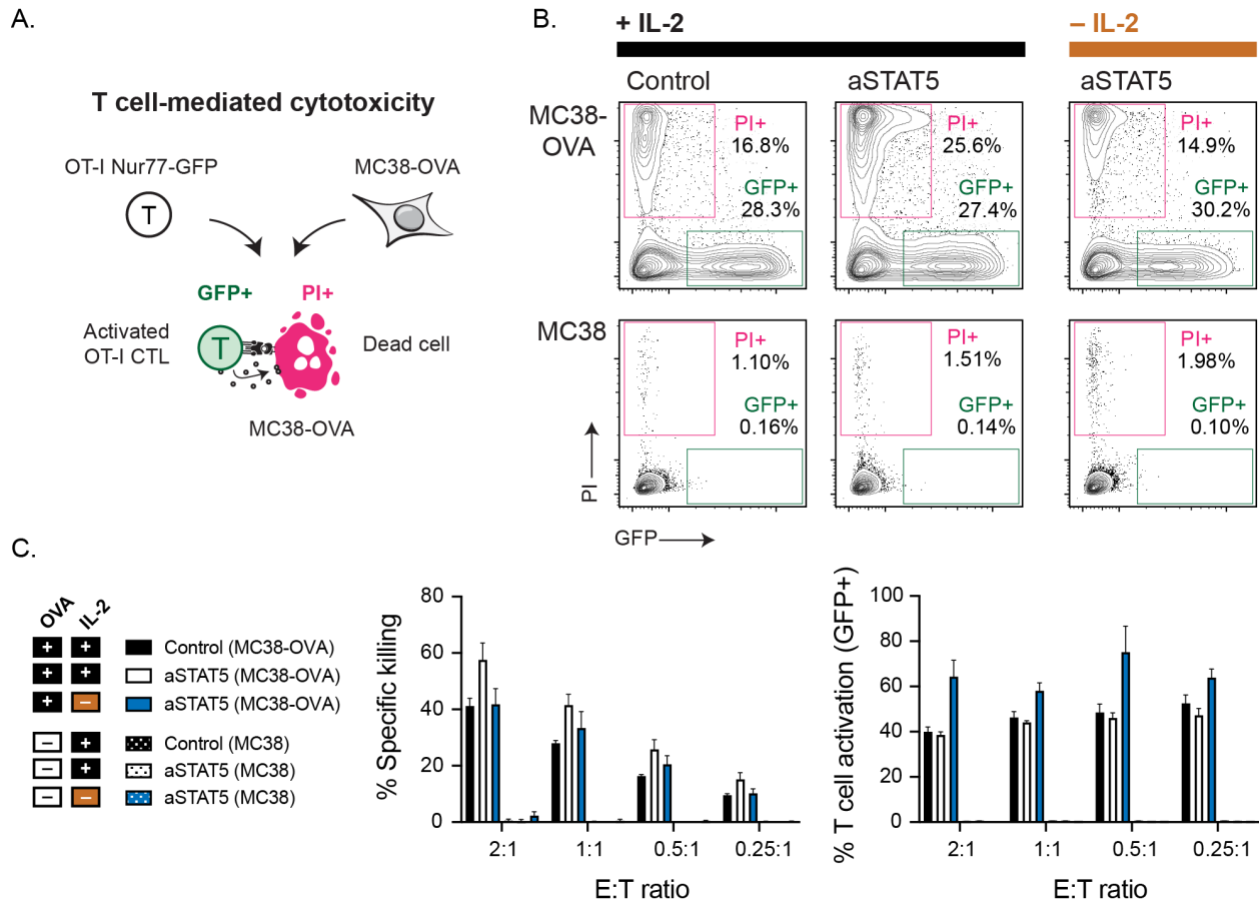 A.
T cell-mediated cytotoxicity
OT-I Nur77-GFP
MC38-OVA
T
GFP+
PI+
Activated
OT-I CTL
T
Dead cell
MC38-OVA
B.
+ IL-2
– IL-2
Control
aSTAT5
aSTAT5
MC38-
OVA
PI+
16.8%
GFP+
28.3%
PI+
25.6%
GFP+
27.4%
PI+
14.9%
GFP+
30.2%
MC38
PI+
1.10%
GFP+
0.16%
PI+
1.51%
GFP+
0.14%
PI+
1.98%
GFP+
0.10%
PI
GFP
C.
OVA IL-2
+ + Control (MC38-OVA)
+ + aSTAT5 (MC38-OVA)
+ – aSTAT5 (MC38-OVA)
– + Control (MC38)
– + aSTAT5 (MC38)
– – aSTAT5 (MC38)
% Specific killing
80
60
40
20
0
2:1 1:1 0.5:1 0.25:1
E:T ratio
% T cell activation (GFP+)
100
80
60
40
20
0
2:1 1:1 0.5:1 0.25:1
E:T ratio